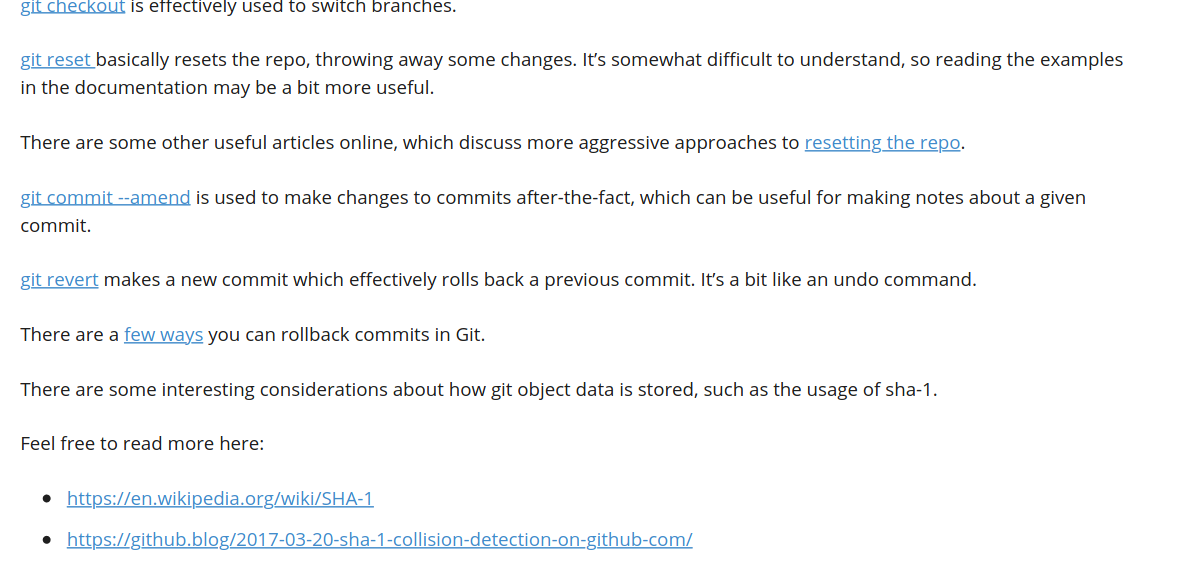 git checkout is effectively used to switch branches.
git reset basically resets the repo, throwing away some changes. It’s somewhat difficult to understand, so reading the examples
in the documentation may be a bit more useful.
There are some other useful articles online, which discuss more aggressive approaches to resetting the repo.
git commit --amend is used to make changes to commits after-the-fact, which can be useful for making notes about a given
commit.
git revert makes a new commit which effectively rolls back a previous commit. It’s a bit like an undo command.
There are a few ways you can rollback commits in Git.
There are some interesting considerations about how git object data is stored, such as the usage of sha-1.
Feel free to read more here:
• https://en.wikipedia.org/wiki/SHA-1
• https://github.blog/2017-03-20-sha-1-collision-detection-on-github-com/